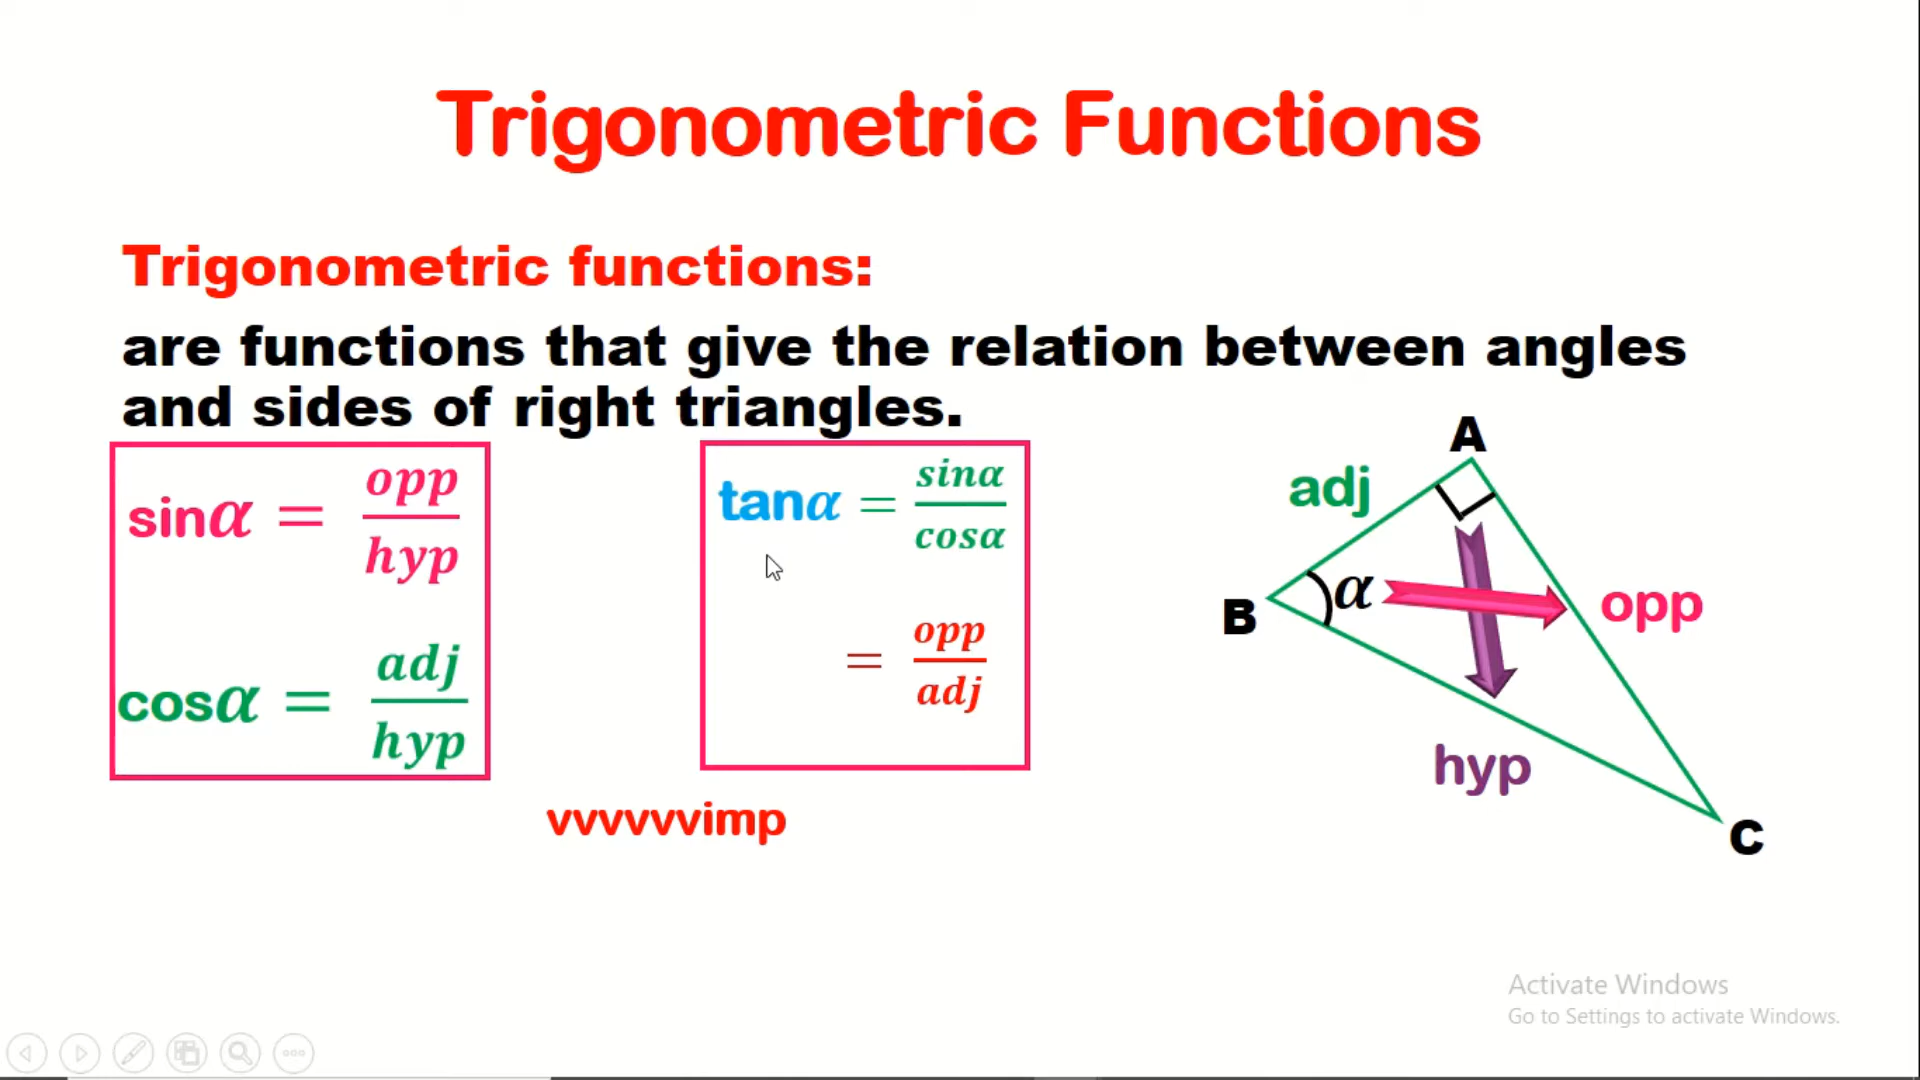 Trigonometric Functions
Trigonometric functions:
are functions that give the relation between angles
and sides of right triangles.
sinα = opp/hyp
cosα = adj/hyp
tanα = sinα/cosα
= opp/adj
vvvvvvimp
A
adj
B
α
opp
hyp
C
Activate Windows
Go to Settings to activate Windows.